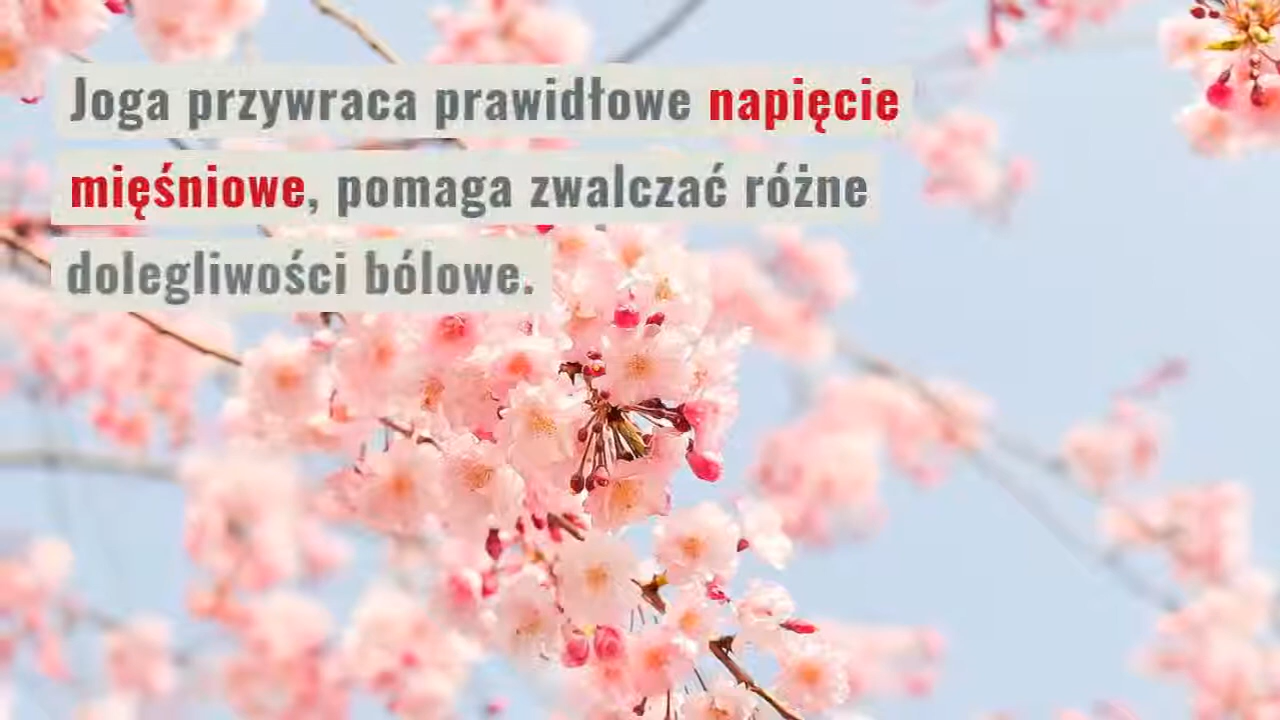 Joga przywraca prawidłowe napięcie
mięśniowe, pomaga zwalczać różne
dolegliwości bólowe.